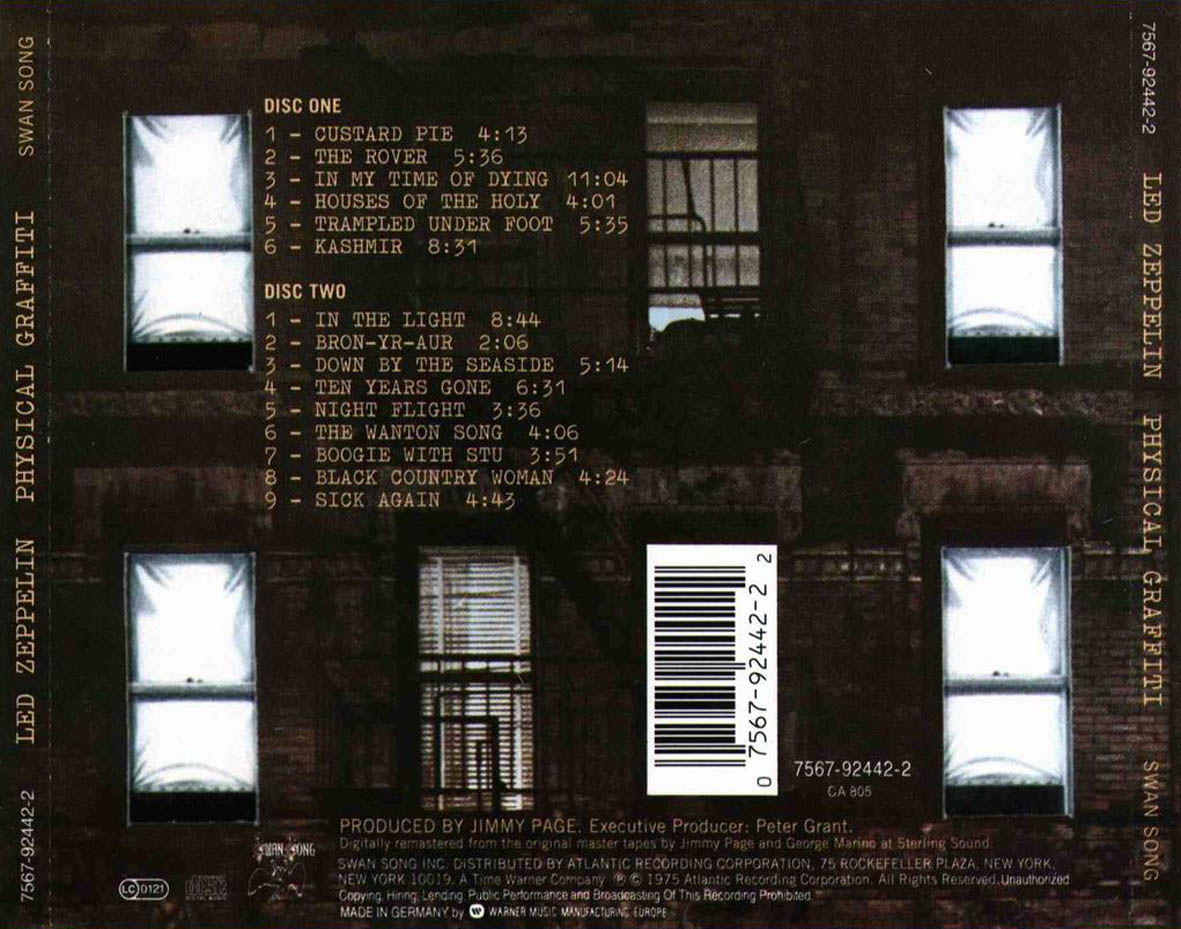 SWAN SONG
LED ZEPPELIN PHYSICAL GRAFFITI
7567-92442-2
DISC ONE
1 – CUSTARD PIE 4:13
2 – THE ROVER 5:36
3 – IN MY TIME OF DYING 11:04
4 – HOUSES OF THE HOLY 4:01
5 – TRAMPLED UNDER FOOT 5:35
6 – KASHMIR 8:31
DISC TWO
1 – IN THE LIGHT 8:44
2 – BRON-YR-AUR 2:06
3 – DOWN BY THE SEASIDE 5:14
4 – TEN YEARS GONE 6:31
5 – NIGHT FLIGHT 3:36
6 – THE WANTON SONG 4:06
7 – BOOGIE WITH STU 3:51
8 – BLACK COUNTRY WOMAN 4:24
9 – SICK AGAIN 4:43
0 7567-92442-2 2
7567-92442-2
GA 805
PRODUCED BY JIMMY PAGE. Executive Producer: Peter Grant.
Digitally remastered from the original master tapes by Jimmy Page and George Marino at Sterling Sound.
SWAN SONG INC. DISTRIBUTED BY ATLANTIC RECORDING CORPORATION, 75 ROCKEFELLER PLAZA, NEW YORK,
NEW YORK 10019. A Time Warner Company ℗ © 1975 Atlantic Recording Corporation. All Rights Reserved. Unauthorized
Copying, Hiring, Lending, Public Performance and Broadcasting Of This Recording Prohibited.
MADE IN GERMANY by WARNER MUSIC MANUFACTURING EUROPE
SWAN SONG
LC 0121
7567-92442-2 LED ZEPPELIN PHYSICAL GRAFFITI SWAN SONG